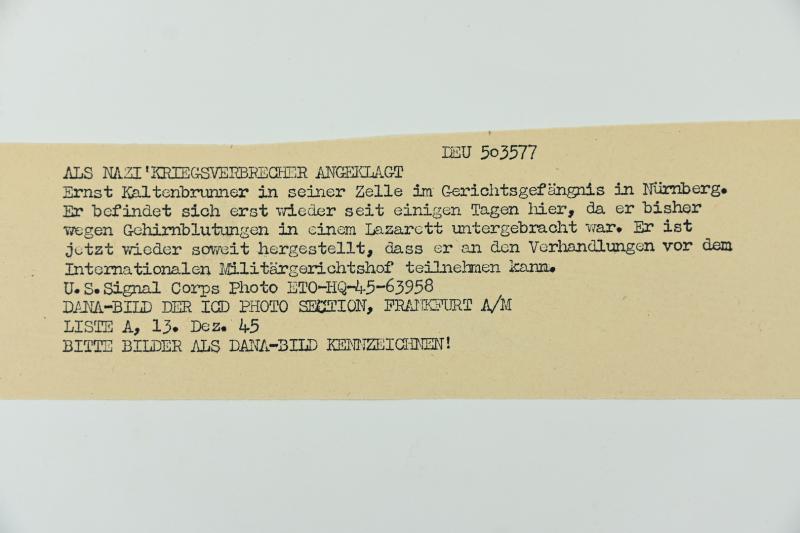 DEU 503577
ALS NAZI'KRIEGSVERBRECHER ANGEKLAGT
Ernst Kaltenbrunner in seiner Zelle im Gerichtsgefängnis in Nürnberg.
Er befindet sich erst wieder seit einigen Tagen hier, da er bisher
wegen Gehirnblutungen in einem Lazarett untergebracht war. Er ist
jetzt wieder soweit hergestellt, dass er an den Verhandlungen vor dem
Internationalen Militärgerichtshof teilnehmen kann.
U.S.Signal Corps Photo ETO-HQ-45-63958
DANA-BILD DER ICD PHOTO SECTION, FRANKFURT A/M
LISTE A, 13. Dez. 45
BITTE BILDER ALS DANA-BILD KENNZEICHNEN!